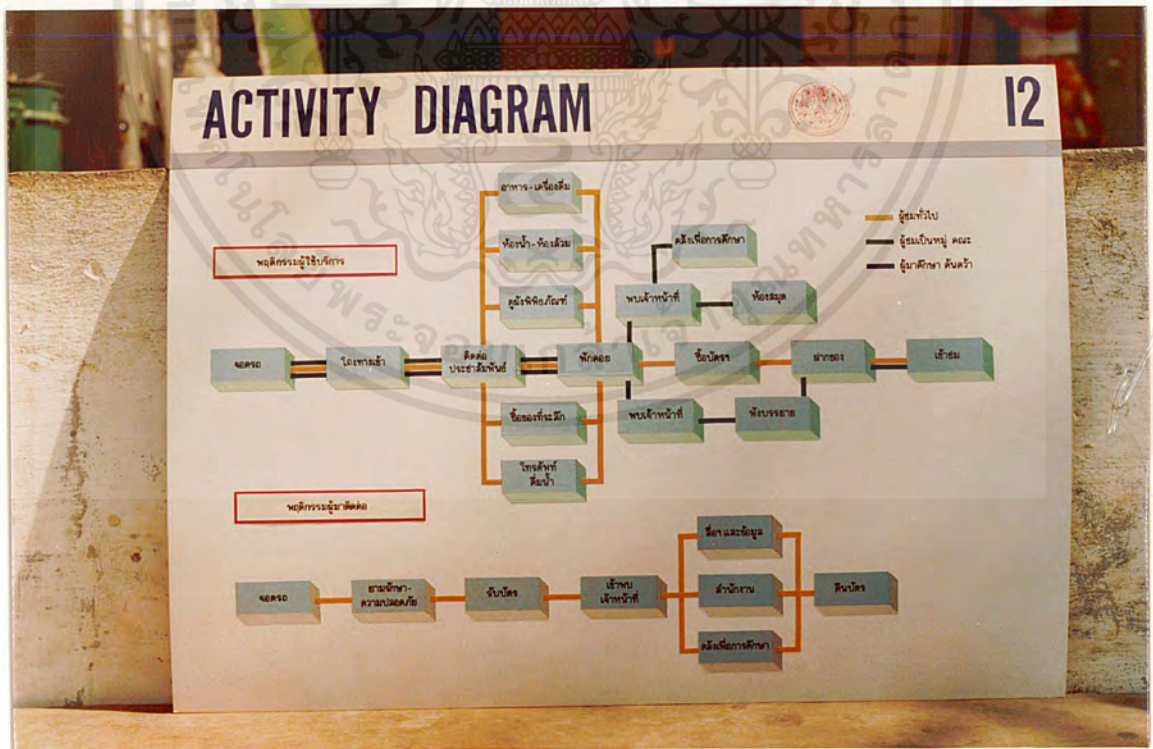 ACTIVITY DIAGRAM
12
อาหาร-เครื่องดื่ม
ผู้ชมทั่วไป
ผู้ชมเป็นหมู่ คณะ
ผู้มาศึกษา ค้นคว้า
พฤติกรรมผู้ใช้บริการ
ห้องน้ำ-ห้องส้วม
คลังเพื่อการศึกษา
ดูผังพิพิธภัณฑ์
พบเจ้าหน้าที่
ห้องสมุด
จอดรถ
โถงทางเข้า
ติดต่อ
ประชาสัมพันธ์
พักคอย
ซื้อบัตรฯ
ฝากของ
เข้าชม
ซื้อของที่ระลึก
พบเจ้าหน้าที่
ฟังบรรยาย
โทรศัพท์
ดื่มน้ำ
พฤติกรรมผู้มาติดต่อ
สื่อฯและข้อมูล
จอดรถ
ยามรักษา-
ความปลอดภัย
รับบัตร
เข้าพบ
เจ้าหน้าที่
สำนักงาน
คืนบัตร
คลังเพื่อการศึกษา